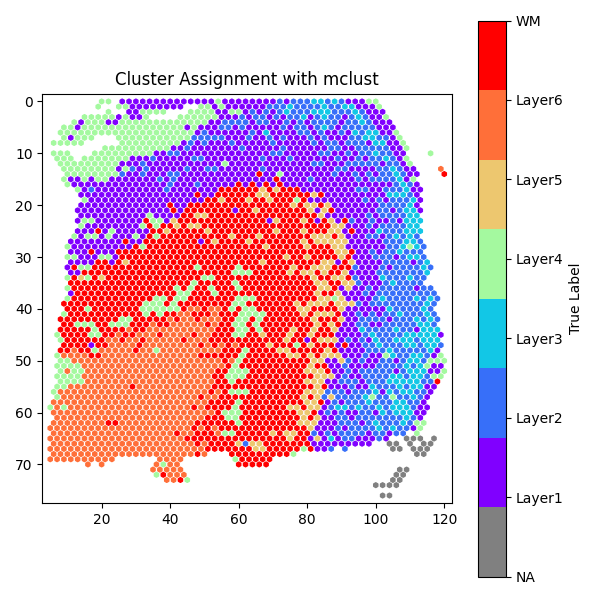 Cluster Assignment with mclust
0
10
20
30
40
50
60
70
20 40 60 80 100 120
WM
Layer6
Layer5
Layer4
Layer3
Layer2
Layer1
NA
True Label